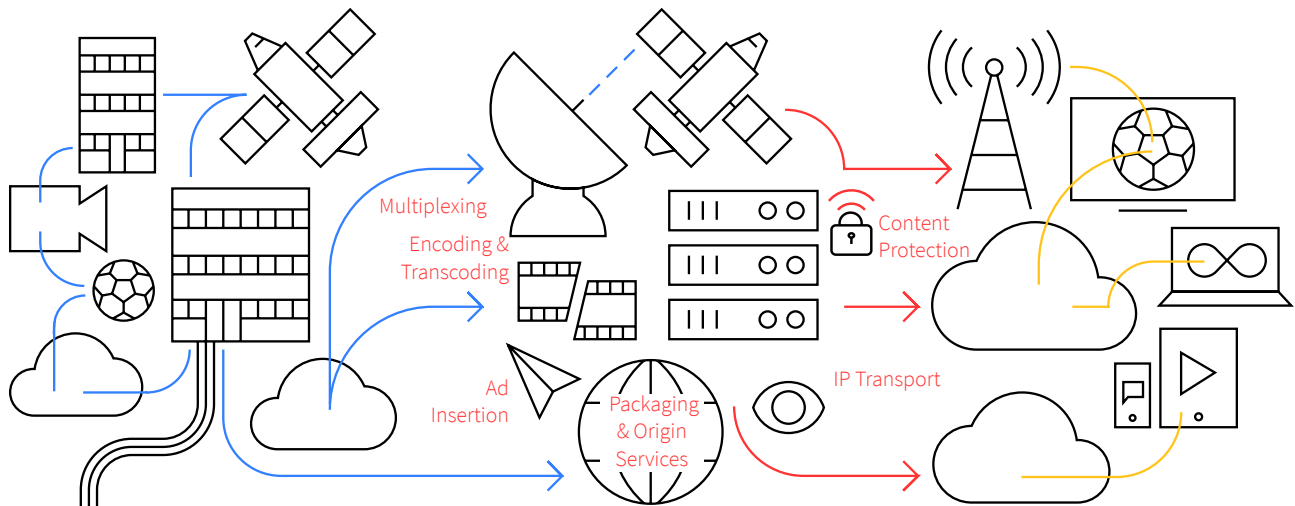 Multiplexing
Encoding &
Transcoding
Content
Protection
Ad
Insertion
Packaging
& Origin
Services
IP Transport